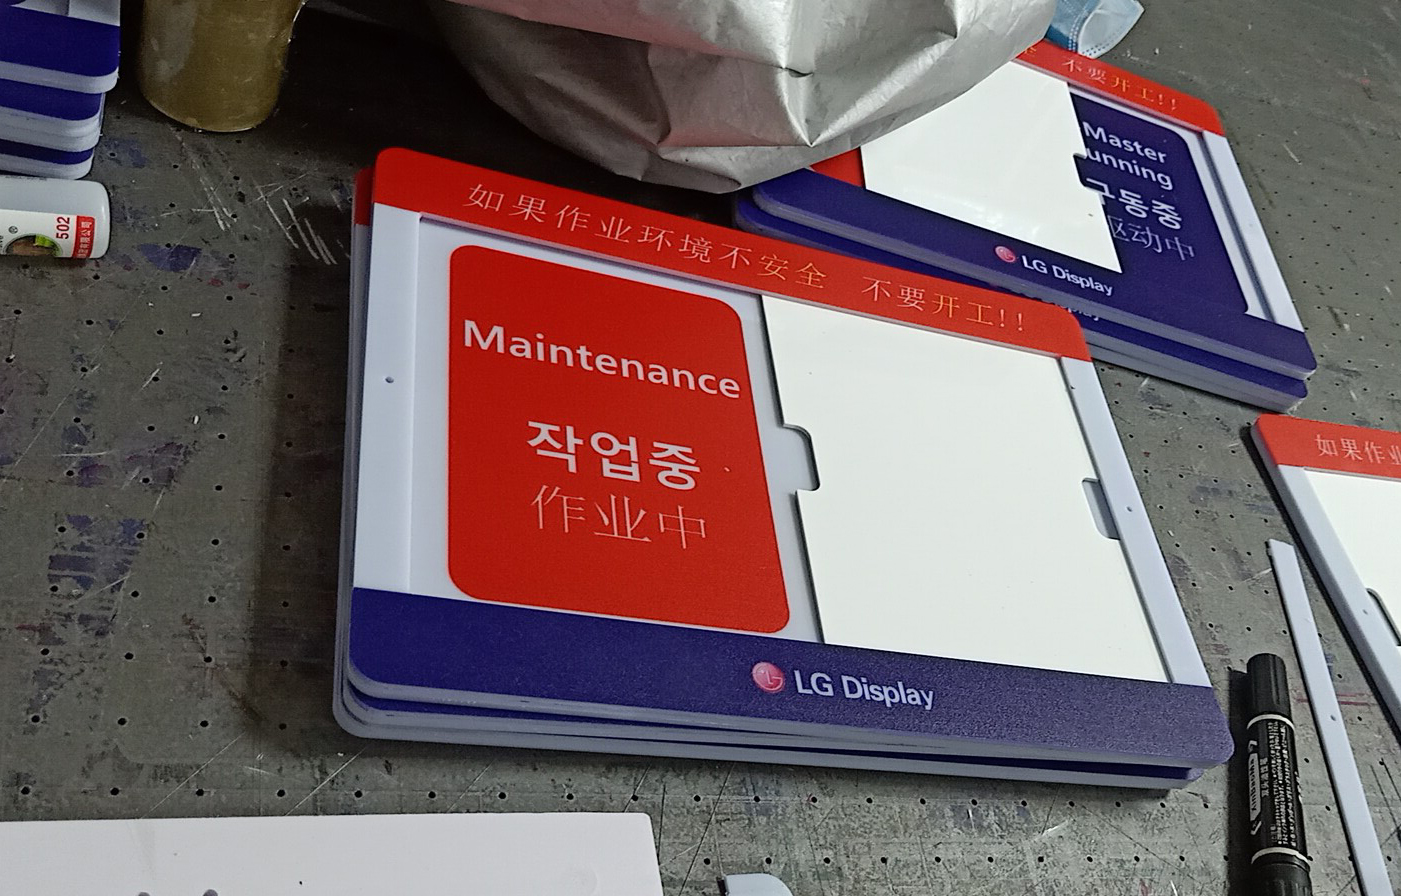 如果作业环境不安全 不要开工!!
Maintenance
작업중
作业中
LG Display
不要开工!!
Master
unning
구동중
驱动中
LG Display
如果作业
502